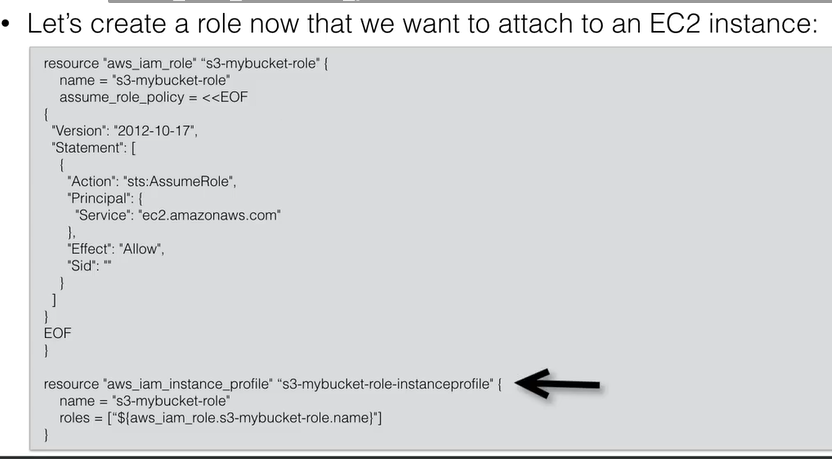 • Let's create a role now that we want to attach to an EC2 instance:
resource "aws_iam_role" “s3-mybucket-role" {
name = "s3-mybucket-role"
assume_role_policy = <<EOF
{
"Version": "2012-10-17",
"Statement": [
{
"Action": "sts:AssumeRole",
"Principal": {
"Service": "ec2.amazonaws.com"
},
"Effect": "Allow",
"Sid": ""
}
]
}
EOF
}
resource "aws_iam_instance_profile" “s3-mybucket-role-instanceprofile" {
name = "s3-mybucket-role"
roles = [“${aws_iam_role.s3-mybucket-role.name}"]
}